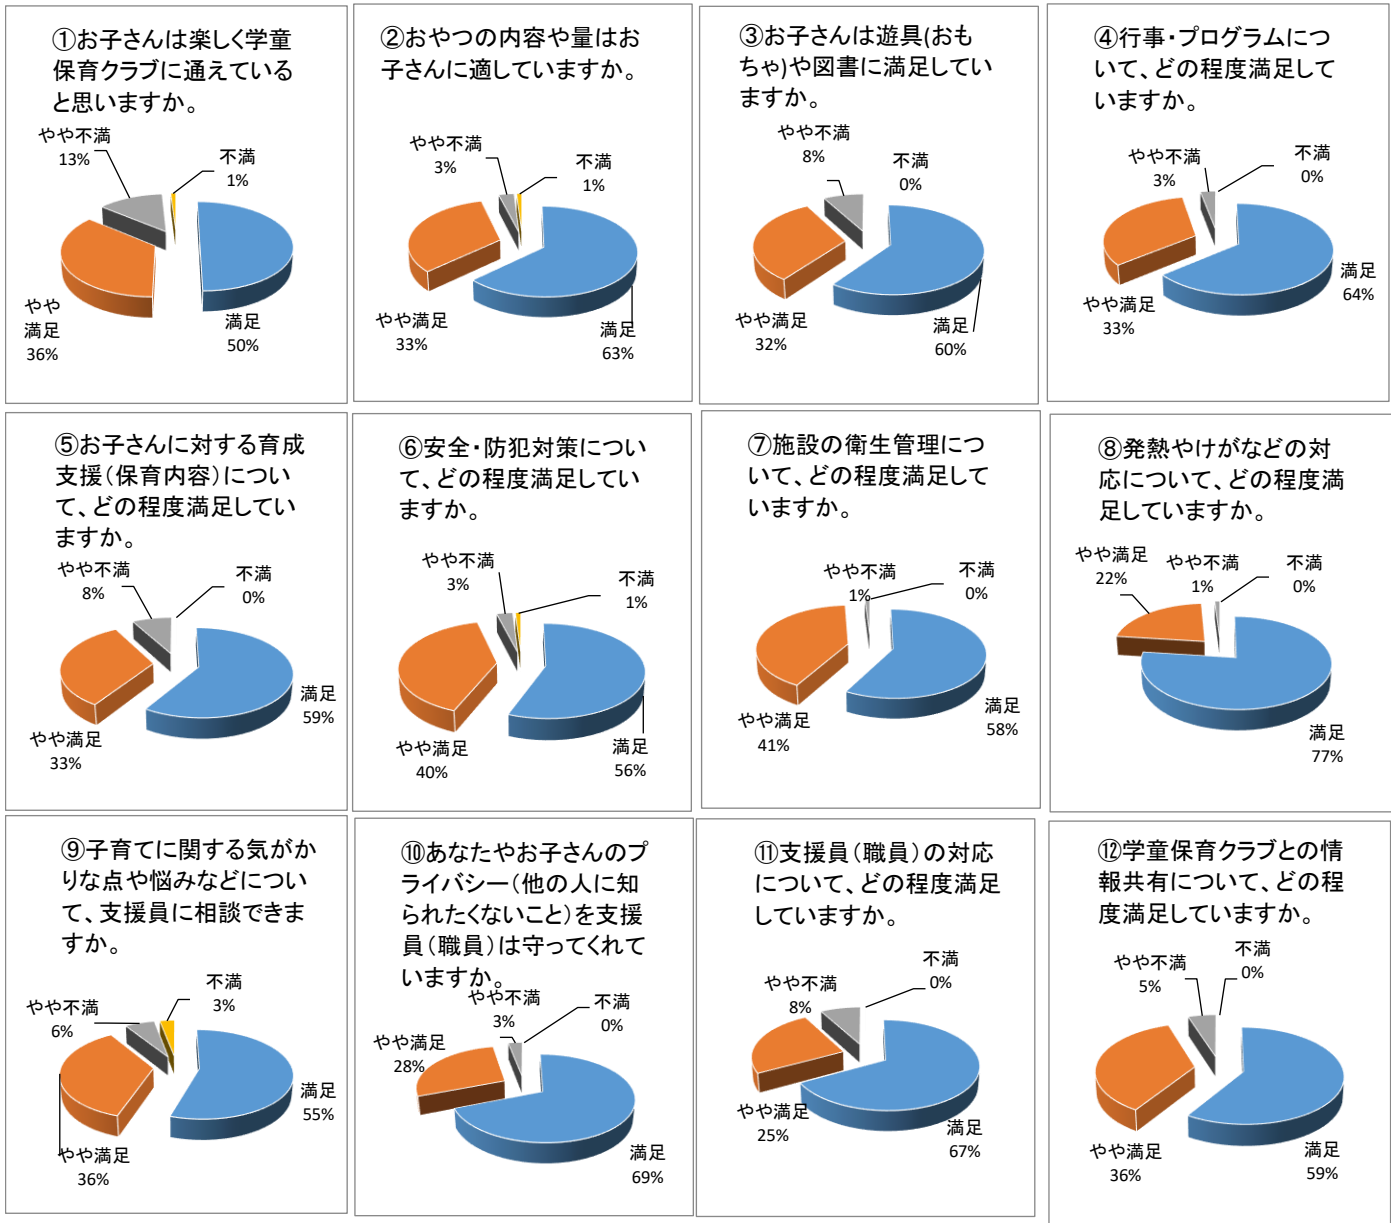 ①お子さんは楽しく学童
保育クラブに通えている
と思いますか。
やや不満
13%
不満
1%
やや
満足
36%
満足
50%
②おやつの内容や量はお
子さんに適していますか。
やや不満
3%
不満
1%
やや満足
33%
満足
63%
③お子さんは遊具(おも
ちゃ)や図書に満足してい
ますか。
やや不満
8%
不満
0%
やや満足
32%
満足
60%
④行事・プログラムにつ
いて、どの程度満足して
いますか。
やや不満
3%
不満
0%
やや満足
33%
満足
64%
⑤お子さんに対する育成
支援（保育内容）につい
て、どの程度満足してい
ますか。
やや不満
8%
不満
0%
やや満足
33%
満足
59%
⑥安全・防犯対策につい
て、どの程度満足してい
ますか。
やや不満
3%
不満
1%
やや満足
40%
満足
56%
⑦施設の衛生管理につ
いて、どの程度満足して
いますか。
やや不満
1%
不満
0%
やや満足
41%
満足
58%
⑧発熱やけがなどの対
応について、どの程度満
足していますか。
やや満足
22%
やや不満
1%
不満
0%
満足
77%
⑨子育てに関する気がか
りな点や悩みなどについ
て、支援員に相談できま
すか。
やや不満
6%
不満
3%
やや満足
36%
満足
55%
⑩あなたやお子さんのプ
ライバシー（他の人に知
られたくないこと）を支援
員（職員）は守ってくれて
いますか。
やや不満
3%
不満
0%
やや満足
28%
満足
69%
⑪支援員（職員）の対応
について、どの程度満足
していますか。
やや不満
8%
不満
0%
やや満足
25%
満足
67%
⑫学童保育クラブとの情
報共有について、どの程
度満足していますか。
やや不満
5%
不満
0%
やや満足
36%
満足
59%